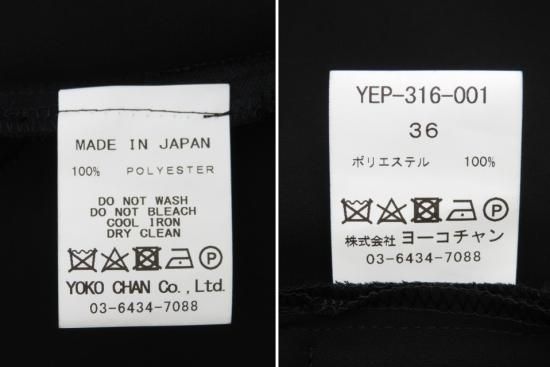 MADE IN JAPAN
100% POLYESTER
DO NOT WASH
DO NOT BLEACH
COOL IRON
DRY CLEAN
P
YOKO CHAN Co., Ltd.
03-6434-7088
YEP-316-001
36
ポリエステル 100%
P
株式会社 ヨーコチャン
03-6434-7088